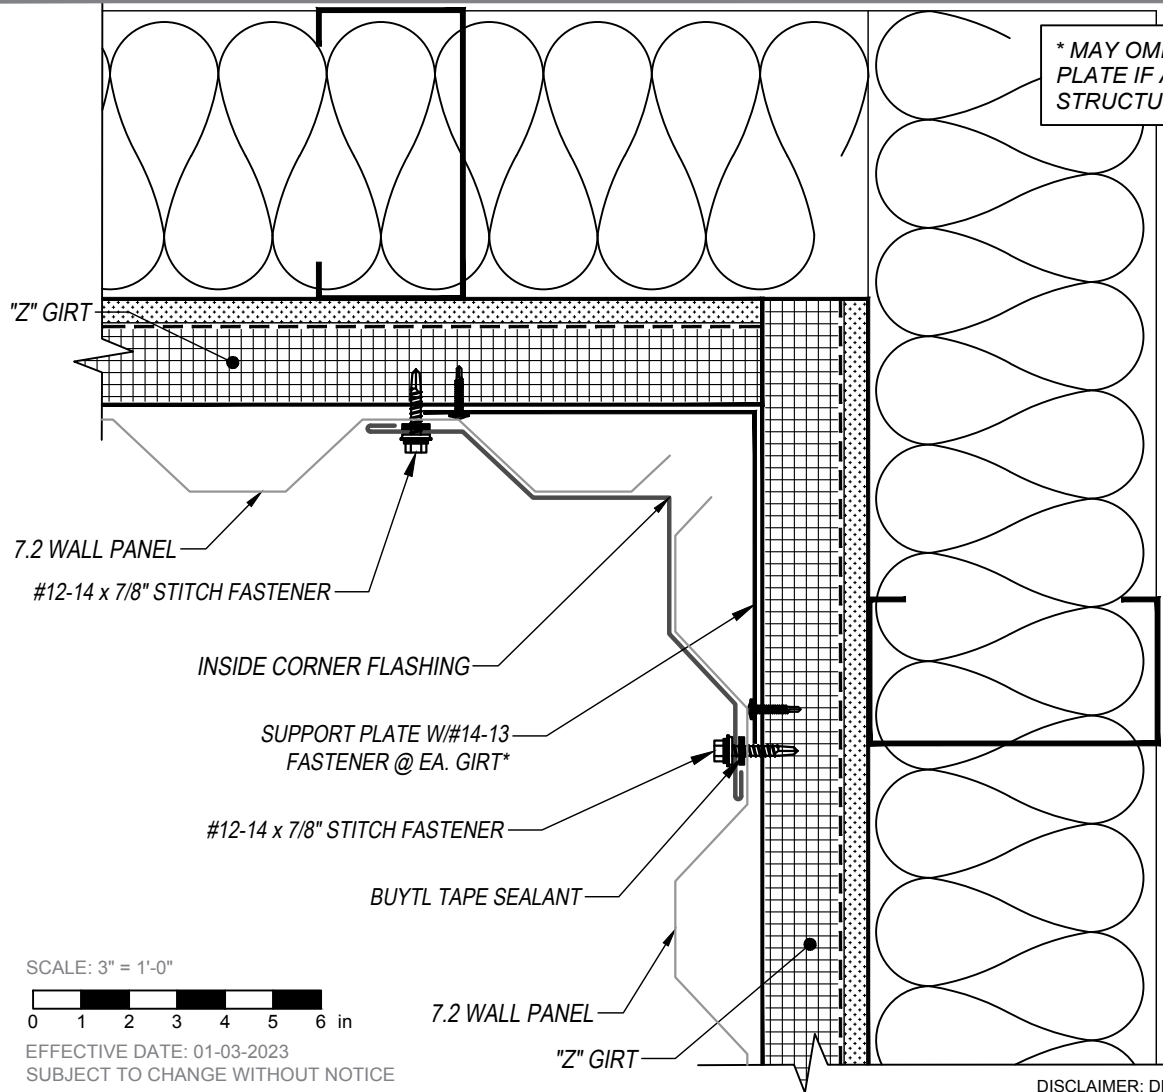 * MAY OM
PLATE IF
STRUCTU
"Z" GIRT
7.2 WALL PANEL
#12-14 x 7/8" STITCH FASTENER
INSIDE CORNER FLASHING
SUPPORT PLATE W/#14-13
FASTENER @ EA. GIRT*
#12-14 x 7/8" STITCH FASTENER
BUYTL TAPE SEALANT
7.2 WALL PANEL
"Z" GIRT
SCALE: 3" = 1'-0"
0 1 2 3 4 5 6 in
EFFECTIVE DATE: 01-03-2023
SUBJECT TO CHANGE WITHOUT NOTICE
DISCLAIMER: D